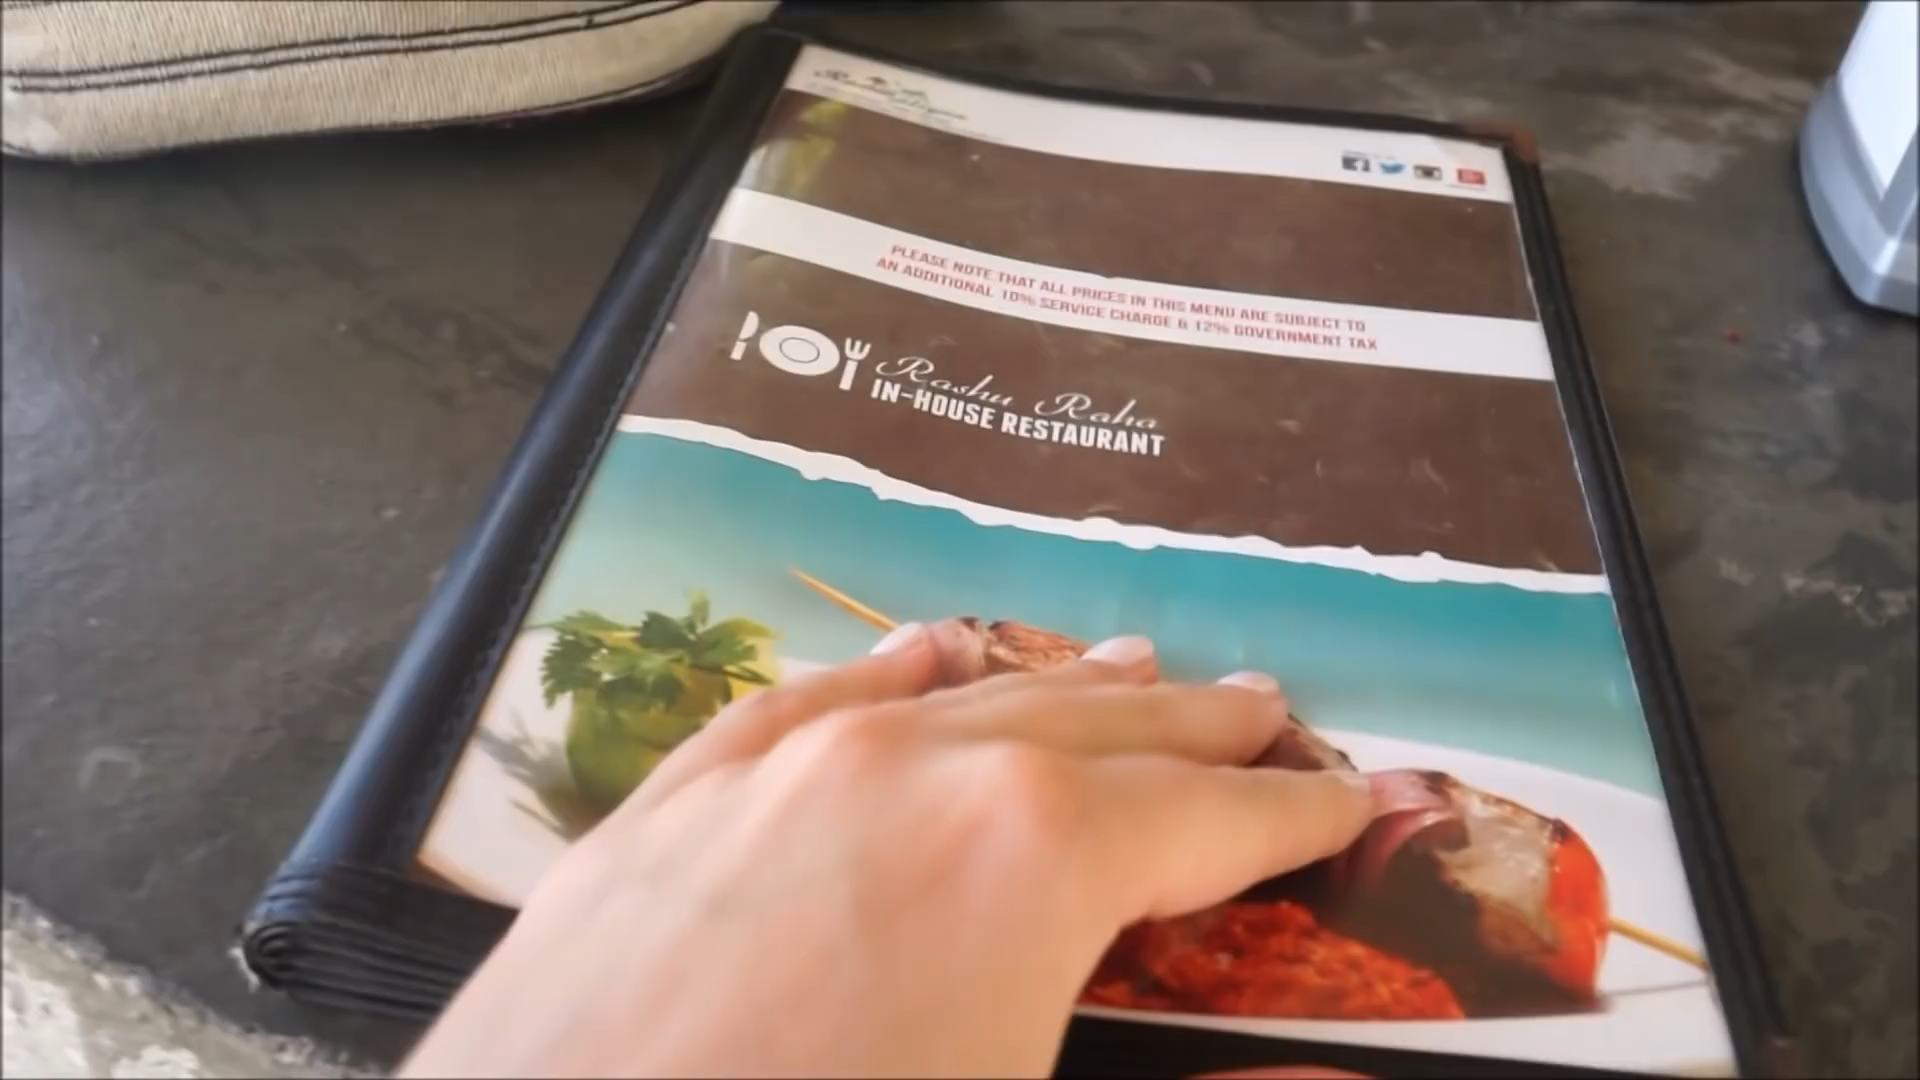 PLEASE NOTE THAT ALL PRICES IN THIS MENU ARE SUBJECT TO
AN ADDITIONAL 10% SERVICE CHARGE & 12% GOVERNMENT TAX
Rashu Raha
IN-HOUSE RESTAURANT